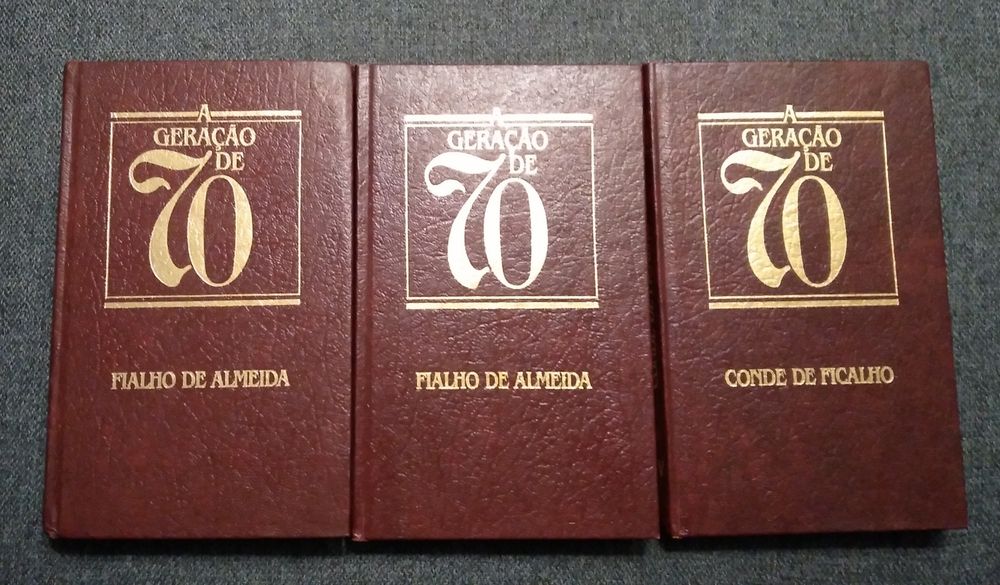 A
GERAÇÃO
DE
70
FIALHO DE ALMEIDA
A
GERAÇÃO
DE
70
FIALHO DE ALMEIDA
A
GERAÇÃO
DE
70
CONDE DE FICALHO